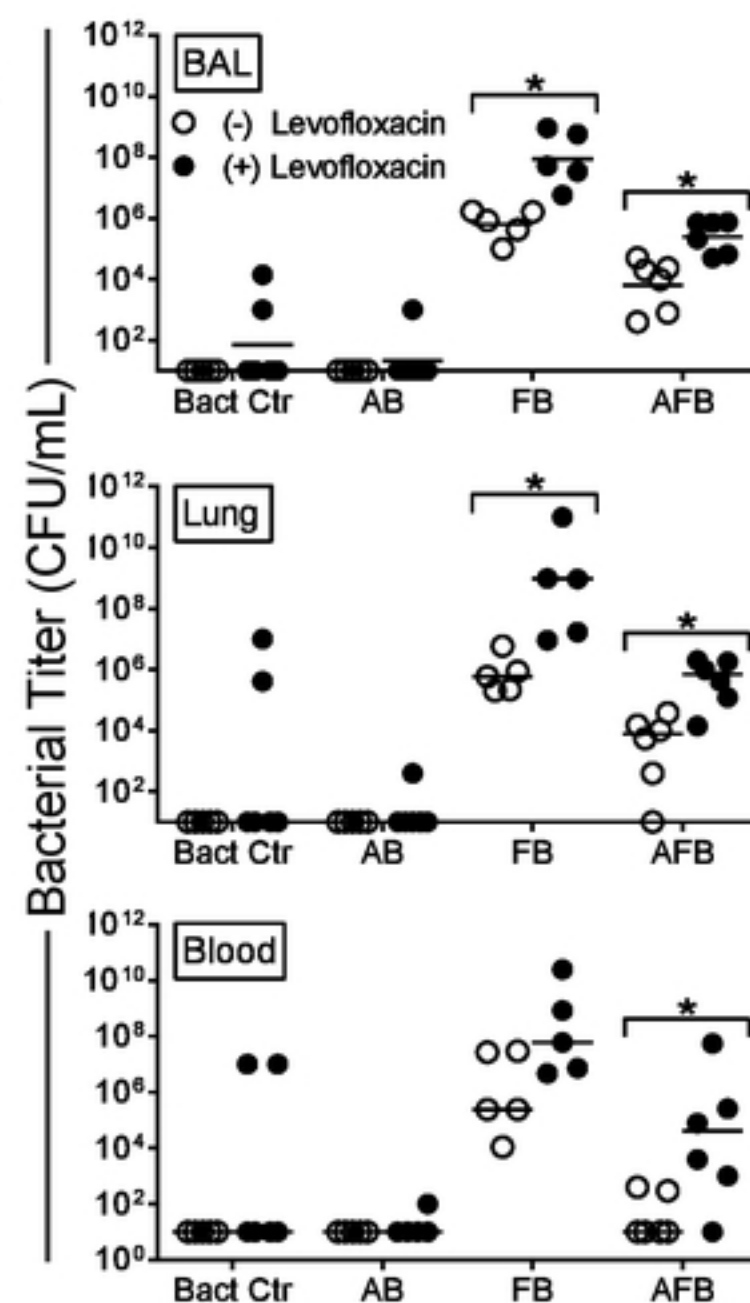 Bacterial Titer (CFU/mL)
10¹²
BAL
10¹⁰
*
(-) Levofloxacin
10⁸
(+) Levofloxacin
*
10⁶
10⁴
10²
Bact Ctr AB FB AFB
10¹²
*
Lung
10¹⁰
10⁸
*
10⁶
10⁴
10²
Bact Ctr AB FB AFB
10¹²
Blood
10¹⁰
*
10⁸
10⁶
10⁴
10²
10⁰
Bact Ctr AB FB AFB